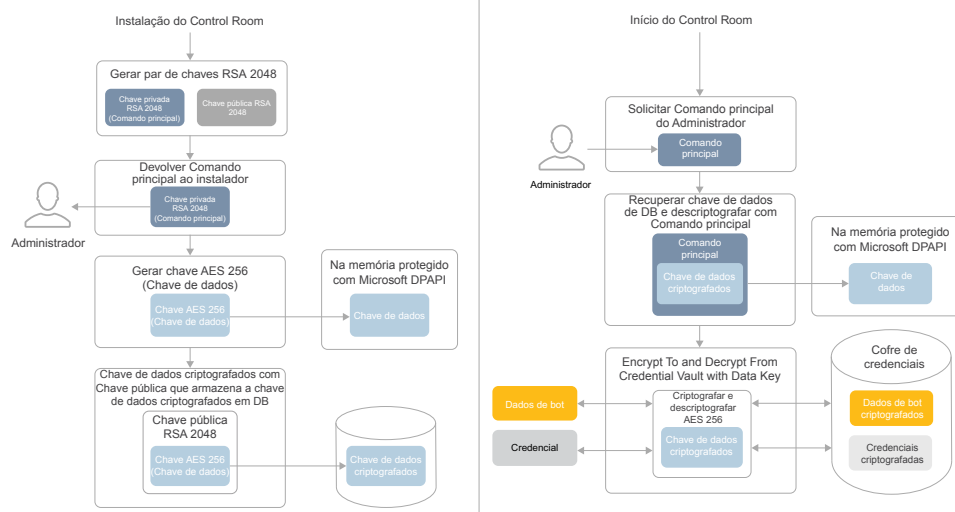 Instalação do Control Room
Gerar par de chaves RSA 2048
Chave privada
RSA 2048
(Comando principal)
Chave pública RSA
2048
Devolver Comando
principal ao instalador
Chave privada
RSA 2048
(Comando principal)
Administrador
Gerar chave AES 256
(Chave de dados)
Chave AES 256
(Chave de dados)
Na memória protegido
com Microsoft DPAPI
Chave de dados
Chave de dados criptografados com
Chave pública que armazena a chave
de dados criptografados em DB
Chave pública
RSA 2048
Chave AES 256
(Chave de dados)
Chave de dados
criptografados
Início do Control Room
Solicitar Comando principal
do Administrador
Comando
principal
Administrador
Recuperar chave de dados
de DB e descriptografar com
Comando principal
Comando
principal
Chave de dados
criptografados
Na memória protegido
com Microsoft DPAPI
Chave de
dados
Encrypt To and Decrypt From
Credential Vault with Data Key
Criptografar e
descriptografar
AES 256
Chave de dados
criptografados
Dados de bot
Credencial
Cofre de
credenciais
Dados de bot
criptografados
Credenciais
criptografadas